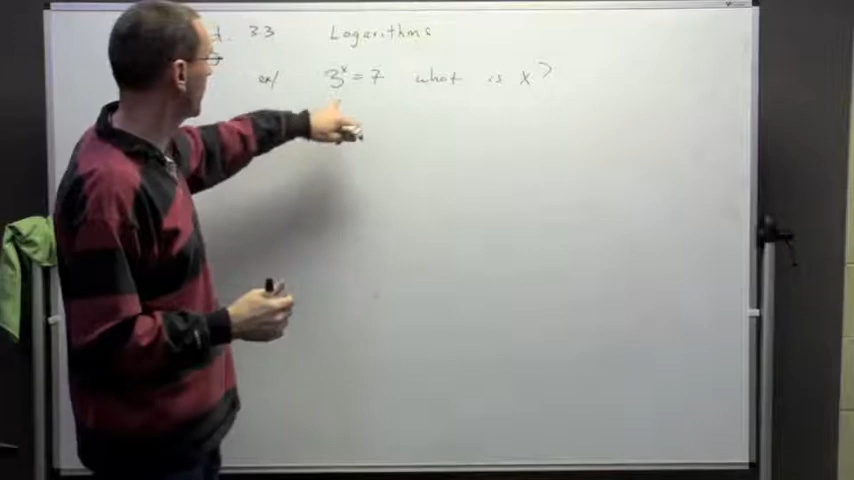 t. 33 Logarithms
ex/ 3ˣ = 7 what is x?